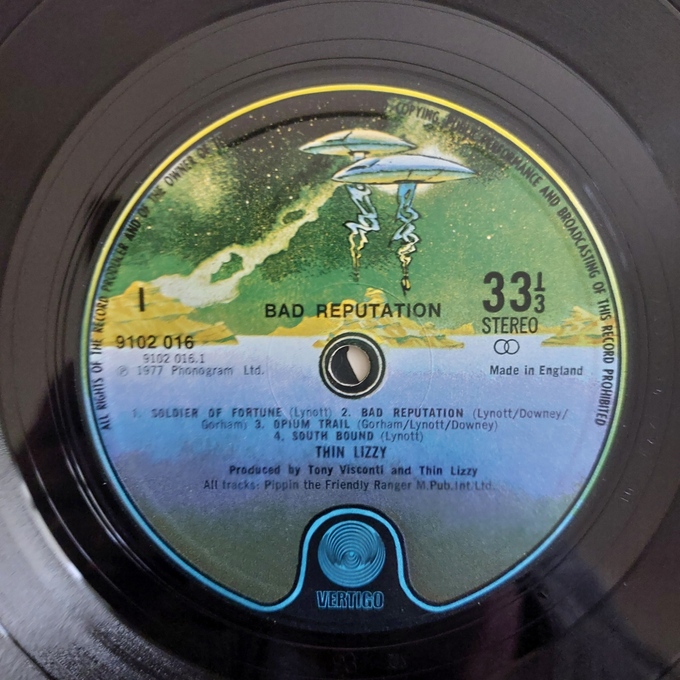 ALL RIGHTS OF THE RECORD PRODUCER AND OF THE OWNER OF
COPYING
PERFORMANCE AND BROADCASTING OF THIS RECORD PROHIBITED
I
BAD REPUTATION
33⅓
STEREO
9102 016
9102 016.1
℗ 1977 Phonogram Ltd.
Made in England
1. SOLDIER OF FORTUNE (Lynott) 2. BAD REPUTATION (Lynott/Downey/
Gorham) 3. OPIUM TRAIL (Gorham/Lynott/Downey)
4. SOUTH BOUND (Lynott)
THIN LIZZY
Produced by Tony Visconti and Thin Lizzy
All tracks: Pippin the Friendly Ranger M.Pub.Int.Ltd.
VERTIGO